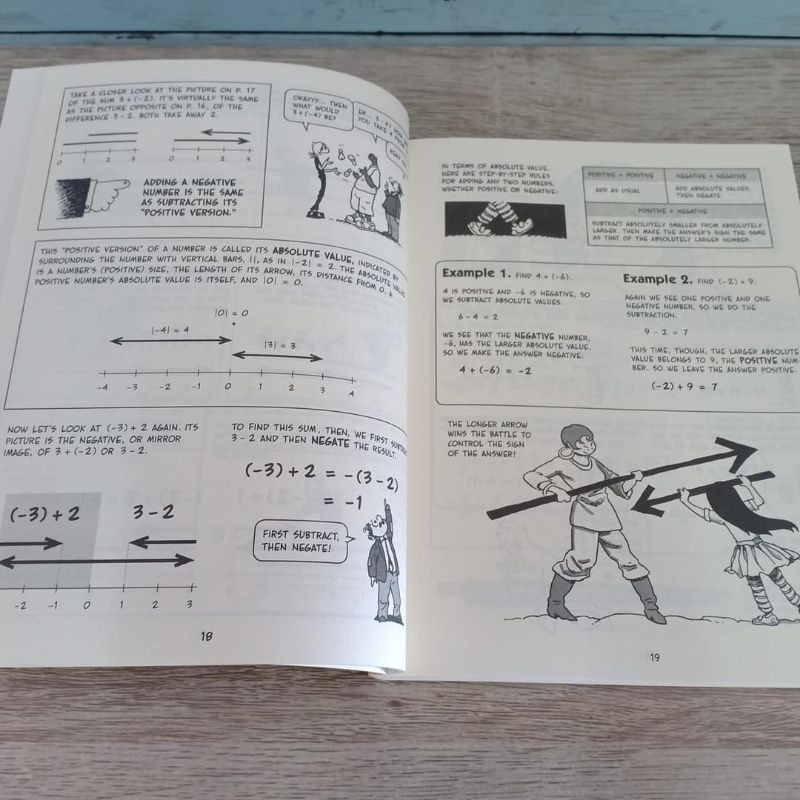 TAKE A CLOSER LOOK AT THE PICTURE ON P. 17
OF THE SUM 3 + (-2). IT'S VIRTUALLY THE SAME
AS THE PICTURE OPPOSITE ON P. 16, OF THE
DIFFERENCE 3 - 2. BOTH TAKE AWAY 2.
0 1 2 3
0 1 2 3
ADDING A NEGATIVE
NUMBER IS THE SAME
AS SUBTRACTING ITS
"POSITIVE VERSION."
OKAYYY... THEN
WHAT WOULD
3 + (-4) BE?
ER... 3 - 4?
YOU TAKE
THIS "POSITIVE VERSION" OF A NUMBER IS CALLED ITS ABSOLUTE VALUE, INDICATED BY
SURROUNDING THE NUMBER WITH VERTICAL BARS, ||, AS IN |-2| = 2. THE ABSOLUTE VALUE
IS A NUMBER'S (POSITIVE) SIZE, THE LENGTH OF ITS ARROW, ITS DISTANCE FROM 0. A
POSITIVE NUMBER'S ABSOLUTE VALUE IS ITSELF, AND |0| = 0.
|0| = 0
|-4| = 4
|3| = 3
-4 -3 -2 -1 0 1 2 3 4
NOW LET'S LOOK AT (-3) + 2 AGAIN. ITS
PICTURE IS THE NEGATIVE, OR MIRROR
IMAGE, OF 3 + (-2) OR 3 - 2.
(-3) + 2 3 - 2
-2 -1 0 1 2 3
TO FIND THIS SUM, THEN, WE FIRST SUBTRACT
3 - 2 AND THEN NEGATE THE RESULT.
(-3) + 2 = -(3 - 2)
= -1
FIRST SUBTRACT,
THEN NEGATE!
18
IN TERMS OF ABSOLUTE VALUE,
HERE ARE STEP-BY-STEP RULES
FOR ADDING ANY TWO NUMBERS,
WHETHER POSITIVE OR NEGATIVE:
POSITIVE + POSITIVE NEGATIVE + NEGATIVE
ADD AS USUAL ADD ABSOLUTE VALUES,
THEN NEGATE
POSITIVE + NEGATIVE
SUBTRACT ABSOLUTELY SMALLER FROM ABSOLUTELY
LARGER. THEN MAKE THE ANSWER'S SIGN THE SAME
AS THAT OF THE ABSOLUTELY LARGER NUMBER.
Example 1. FIND 4 + (-6).
4 IS POSITIVE AND -6 IS NEGATIVE, SO
WE SUBTRACT ABSOLUTE VALUES.
6 - 4 = 2
WE SEE THAT THE NEGATIVE NUMBER,
-6, HAS THE LARGER ABSOLUTE VALUE,
SO WE MAKE THE ANSWER NEGATIVE.
4 + (-6) = -2
Example 2. FIND (-2) + 9.
AGAIN WE SEE ONE POSITIVE AND ONE
NEGATIVE NUMBER, SO WE DO THE
SUBTRACTION.
9 - 2 = 7
THIS TIME, THOUGH, THE LARGER ABSOLUTE
VALUE BELONGS TO 9, THE POSITIVE NUM-
BER. SO WE LEAVE THE ANSWER POSITIVE.
(-2) + 9 = 7
THE LONGER ARROW
WINS THE BATTLE TO
CONTROL THE SIGN
OF THE ANSWER!
19